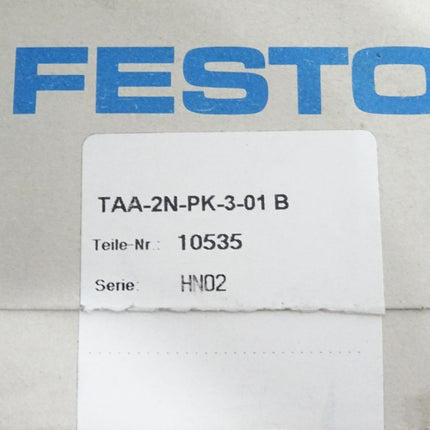 FESTO
TAA-2N-PK-3-01 B
Teile-Nr.: 10535
Serie: HN02